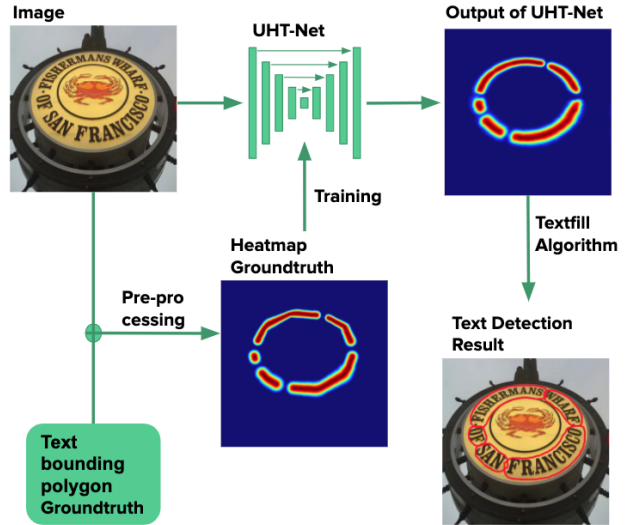 Image
UHT-Net
Output of UHT-Net
·FISHERMANS WHARF·
OF SAN FRANCISCO
Training
Textfill
Algorithm
Heatmap
Groundtruth
Pre-pro
cessing
Text Detection
Result
·FISHERMANS WHARF·
OF SAN FRANCISCO
Text
bounding
polygon
Groundtruth